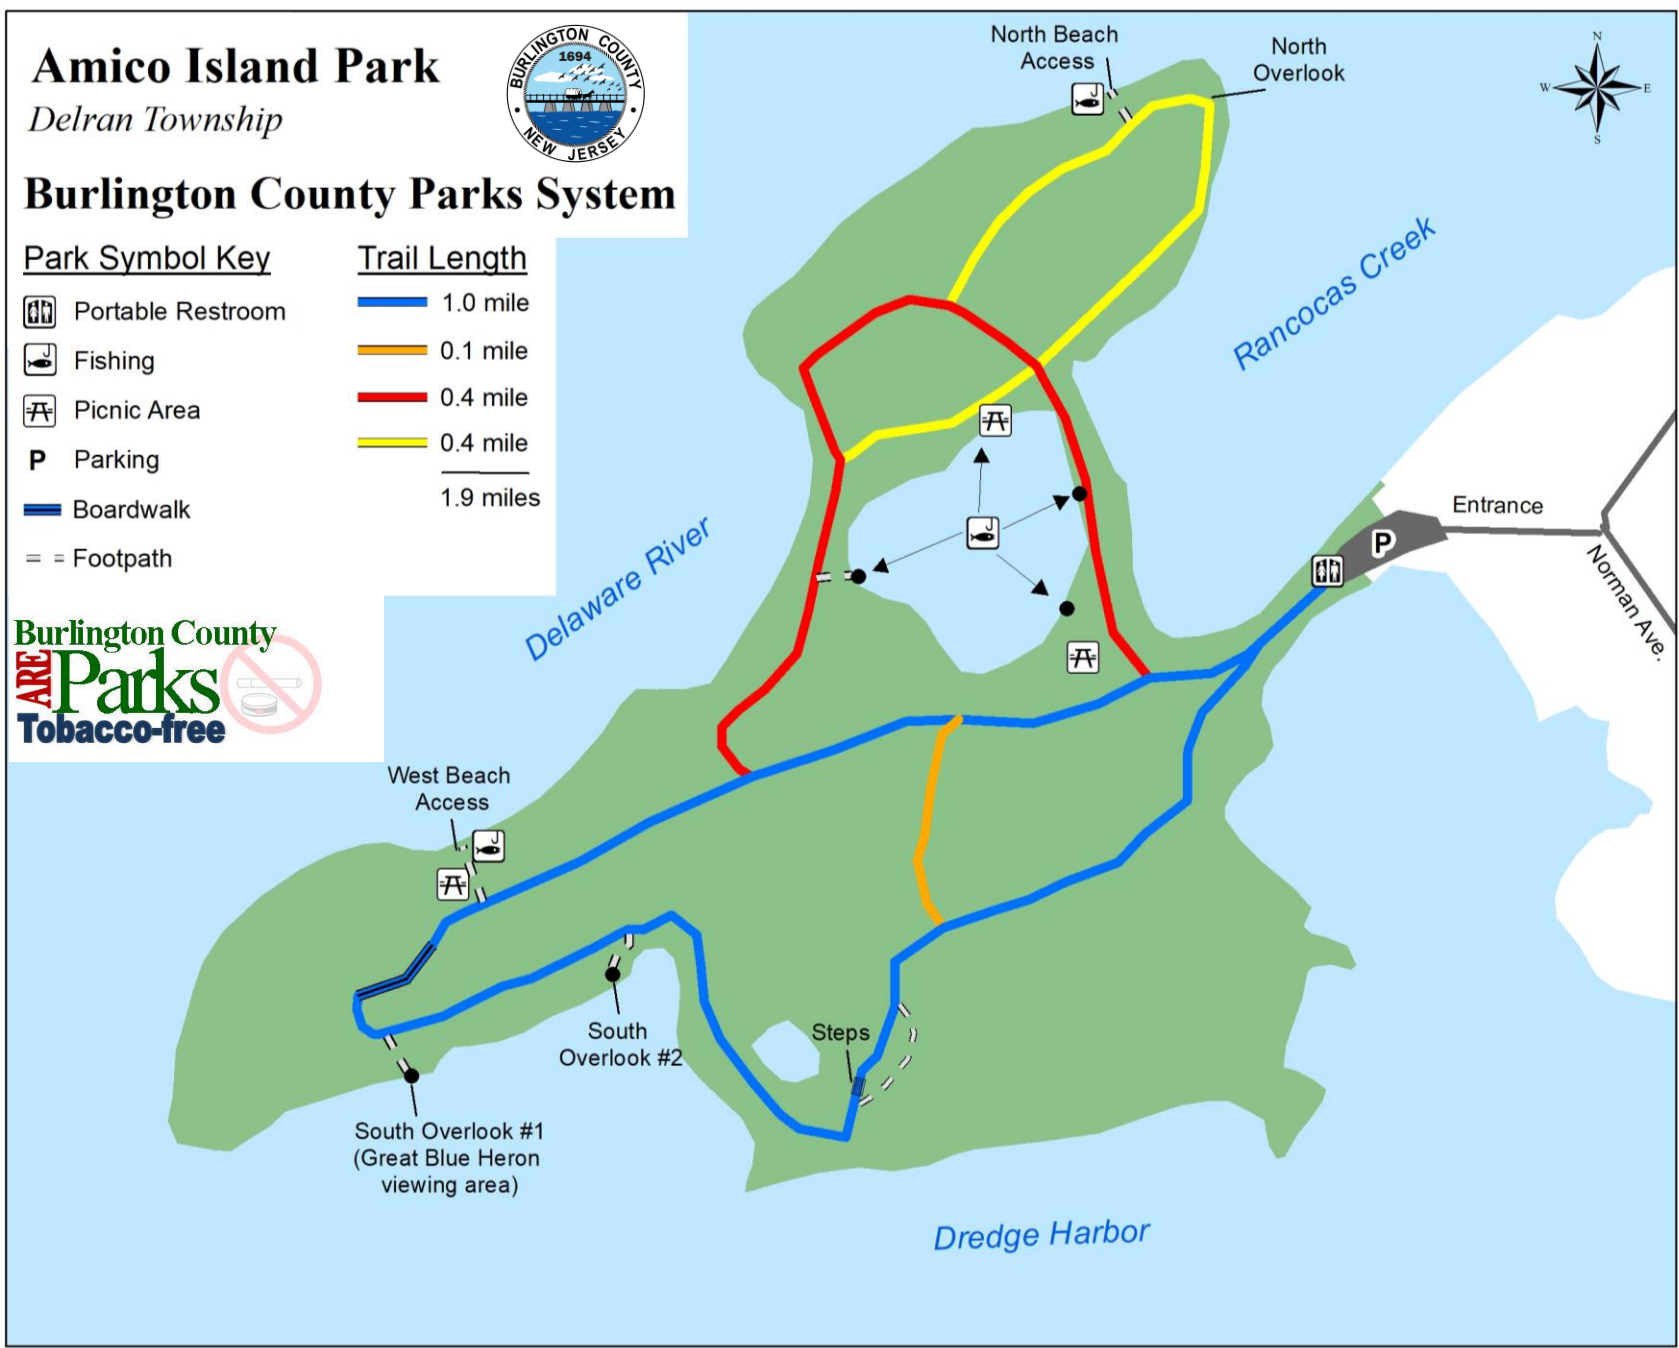 Amico Island Park
Delran Township
BURLINGTON COUNTY
1694
NEW JERSEY
Burlington County Parks System
Park Symbol Key
Portable Restroom
Fishing
Picnic Area
P Parking
Boardwalk
= = Footpath
Trail Length
1.0 mile
0.1 mile
0.4 mile
0.4 mile
1.9 miles
Burlington County
ARE
Parks
Tobacco-free
North Beach
Access
North
Overlook
N
W
E
S
Rancocas Creek
Delaware River
Entrance
P
Norman Ave.
West Beach
Access
South
Overlook #2
Steps
South Overlook #1
(Great Blue Heron
viewing area)
Dredge Harbor